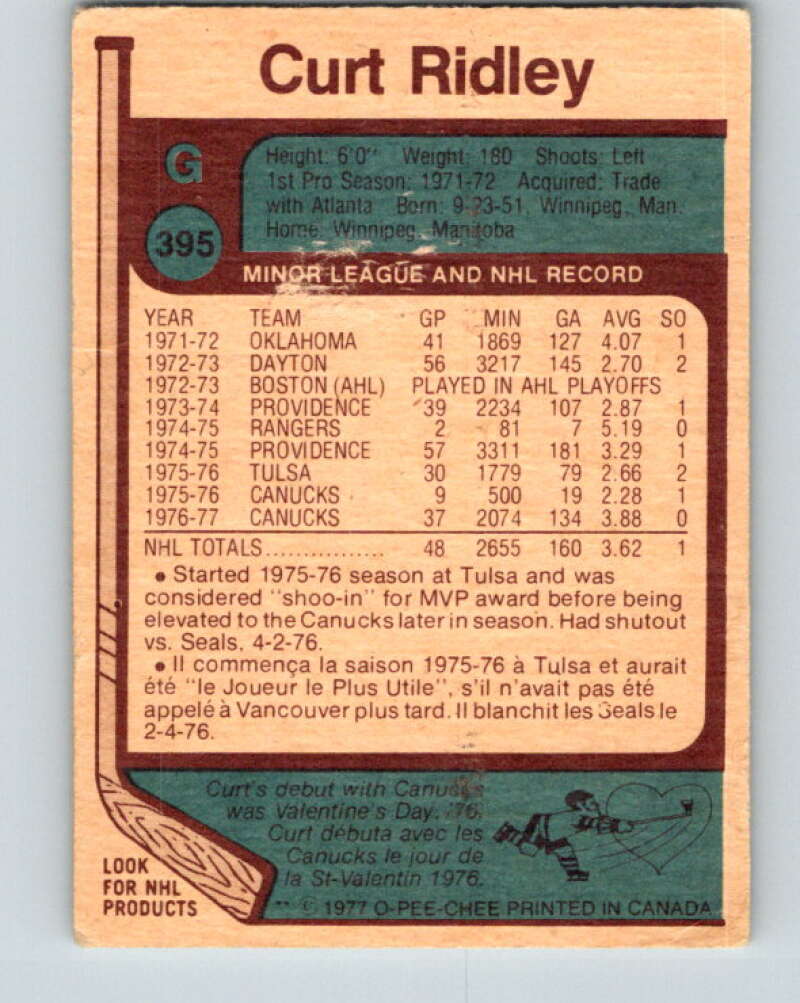 Curt Ridley
G
395
Height: 6'0" Weight: 180 Shoots: Left
1st Pro Season: 1971-72 Acquired: Trade
with Atlanta Born: 9-23-51, Winnipeg, Man.
Home: Winnipeg, Manitoba
MINOR LEAGUE AND NHL RECORD
YEAR TEAM GP MIN GA AVG SO
1971-72 OKLAHOMA 41 1869 127 4.07 1
1972-73 DAYTON 56 3217 145 2.70 2
1972-73 BOSTON (AHL) PLAYED IN AHL PLAYOFFS
1973-74 PROVIDENCE 39 2234 107 2.87 1
1974-75 RANGERS 2 81 7 5.19 0
1974-75 PROVIDENCE 57 3311 181 3.29 1
1975-76 TULSA 30 1779 79 2.66 2
1975-76 CANUCKS 9 500 19 2.28 1
1976-77 CANUCKS 37 2074 134 3.88 0
NHL TOTALS................ 48 2655 160 3.62 1
• Started 1975-76 season at Tulsa and was
considered "shoo-in" for MVP award before being
elevated to the Canucks later in season. Had shutout
vs. Seals, 4-2-76.
• Il commença la saison 1975-76 à Tulsa et aurait
été "le Joueur le Plus Utile", s'il n'avait pas été
appelé à Vancouver plus tard. Il blanchit les Seals le
2-4-76.
Curt's debut with Canucks
was Valentine's Day, '76.
Curt débuta avec les
Canucks le jour de
la St-Valentin 1976.
LOOK
FOR NHL
PRODUCTS
** © 1977 O-PEE-CHEE PRINTED IN CANADA